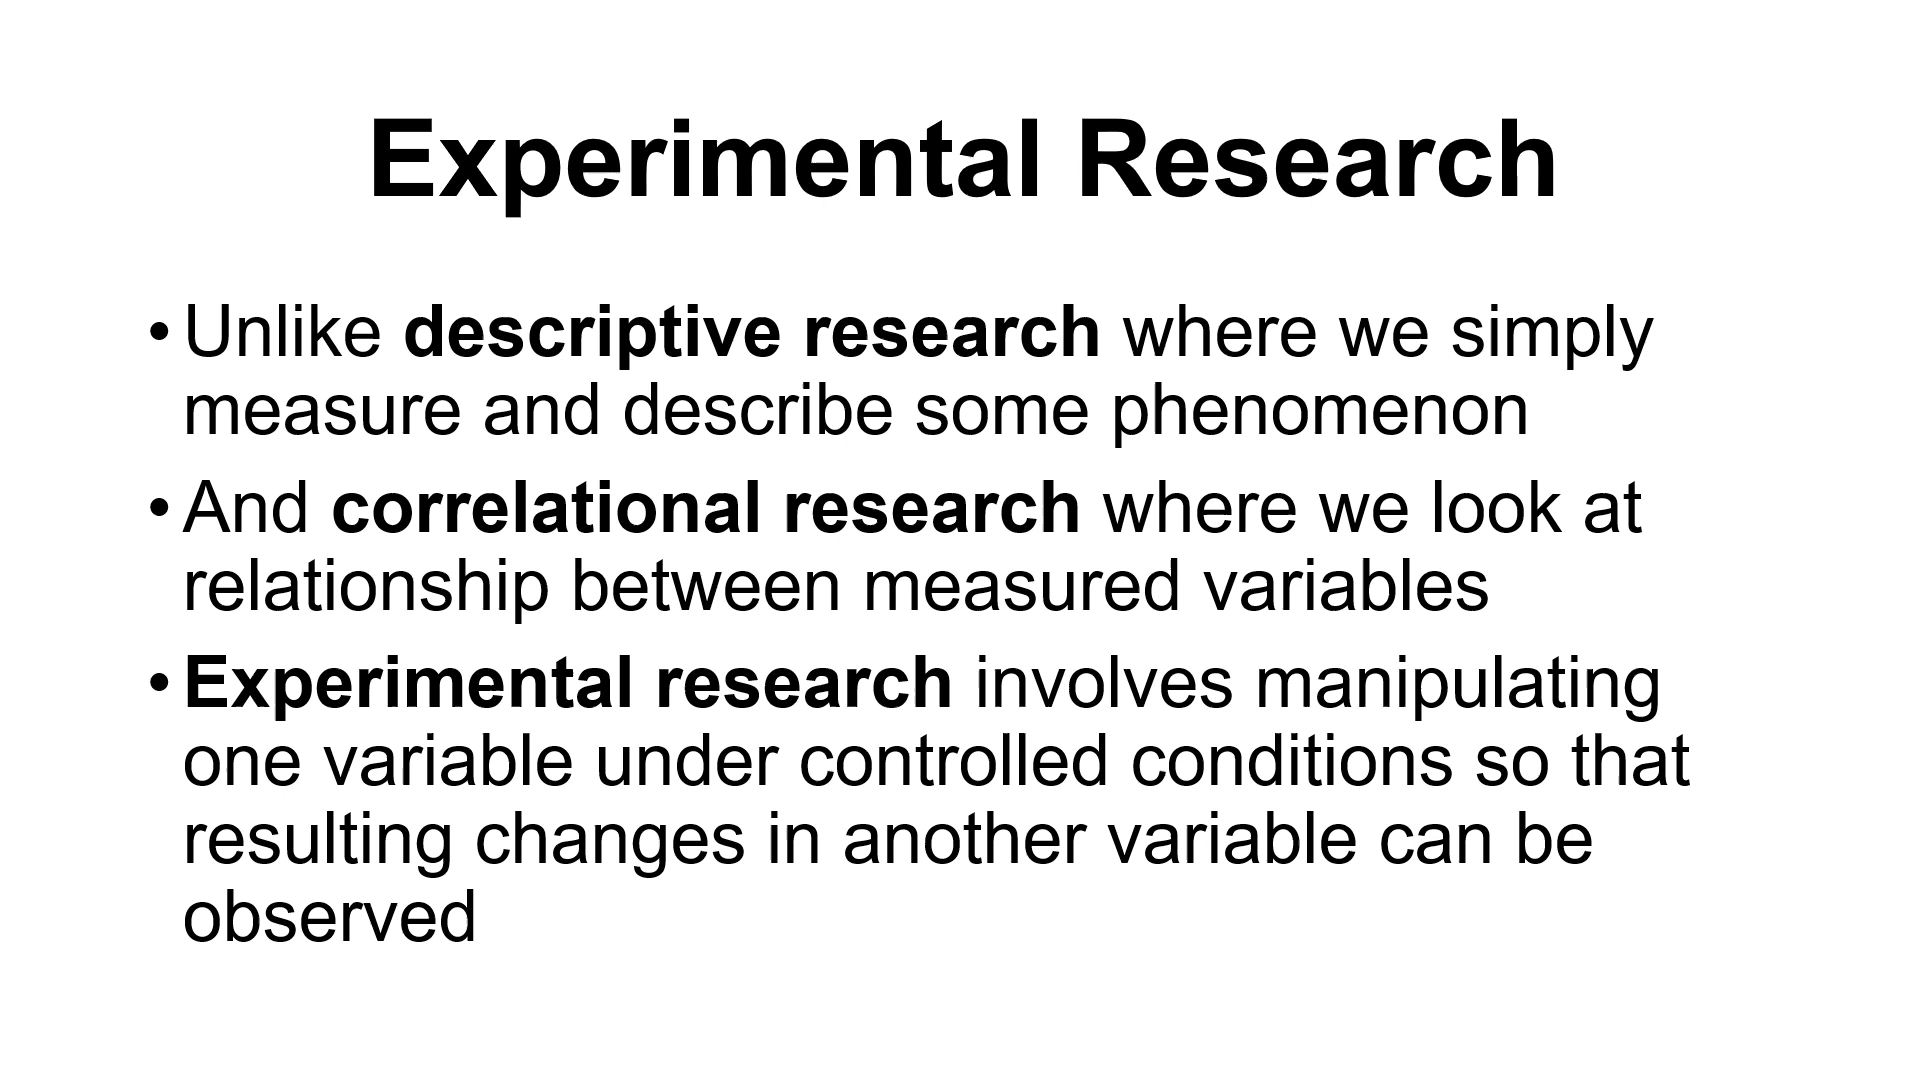 Experimental Research
• Unlike descriptive research where we simply
measure and describe some phenomenon
• And correlational research where we look at
relationship between measured variables
• Experimental research involves manipulating
one variable under controlled conditions so that
resulting changes in another variable can be
observed